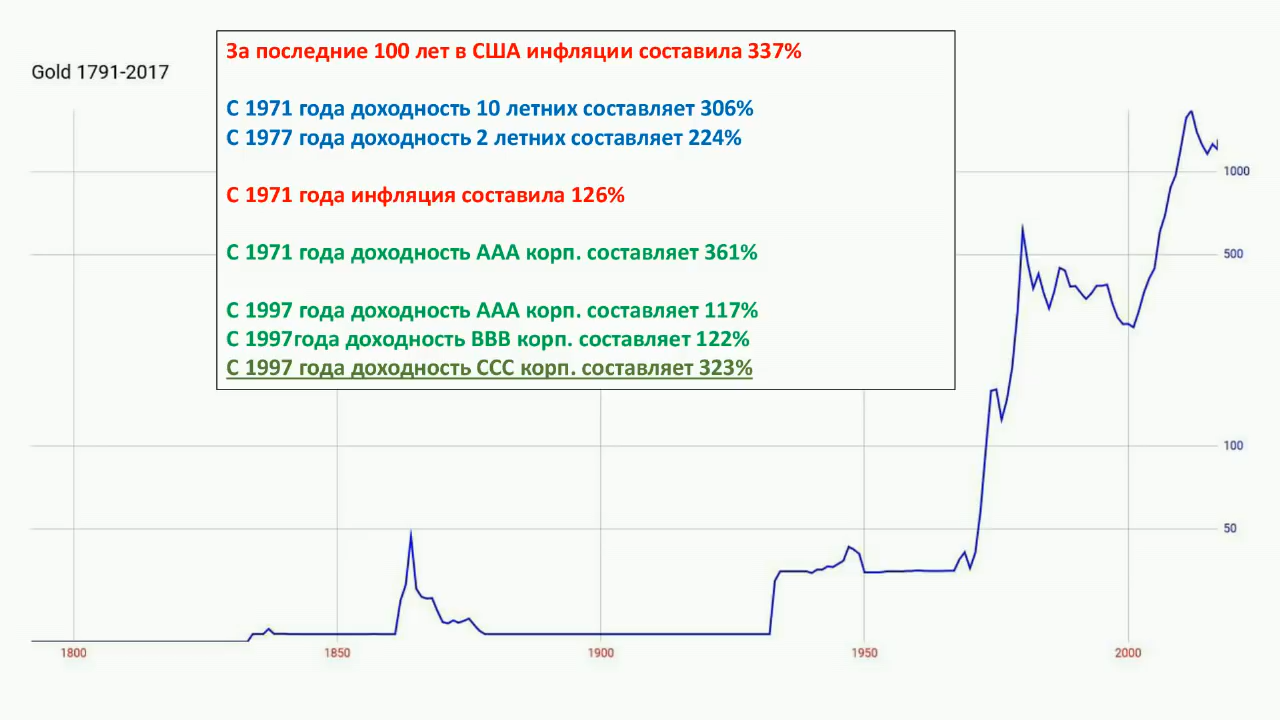 За последние 100 лет в США инфляции составила 337%
Gold 1791-2017
С 1971 года доходность 10 летних составляет 306%
С 1977 года доходность 2 летних составляет 224%
С 1971 года инфляция составила 126%
С 1971 года доходность ААА корп. составляет 361%
С 1997 года доходность ААА корп. составляет 117%
С 1997года доходность ВВВ корп. составляет 122%
С 1997 года доходность ССС корп. составляет 323%
1000
500
100
50
1800 1850 1900 1950 2000